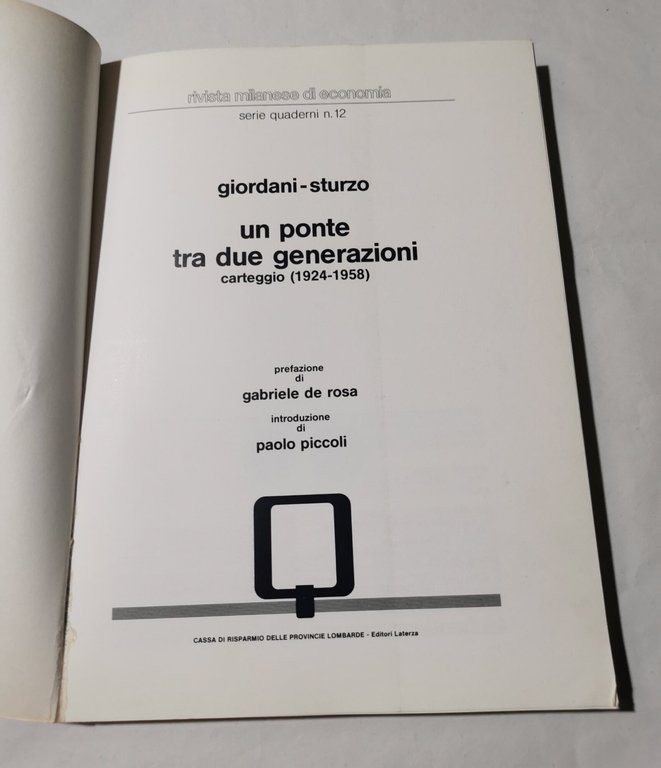 rivista milanese di economia
serie quaderni n.12
giordani-sturzo
un ponte
tra due generazioni
carteggio (1924-1958)
prefazione
di
gabriele de rosa
introduzione
di
paolo piccoli
CASSA DI RISPARMIO DELLE PROVINCIE LOMBARDE - Editori Laterza